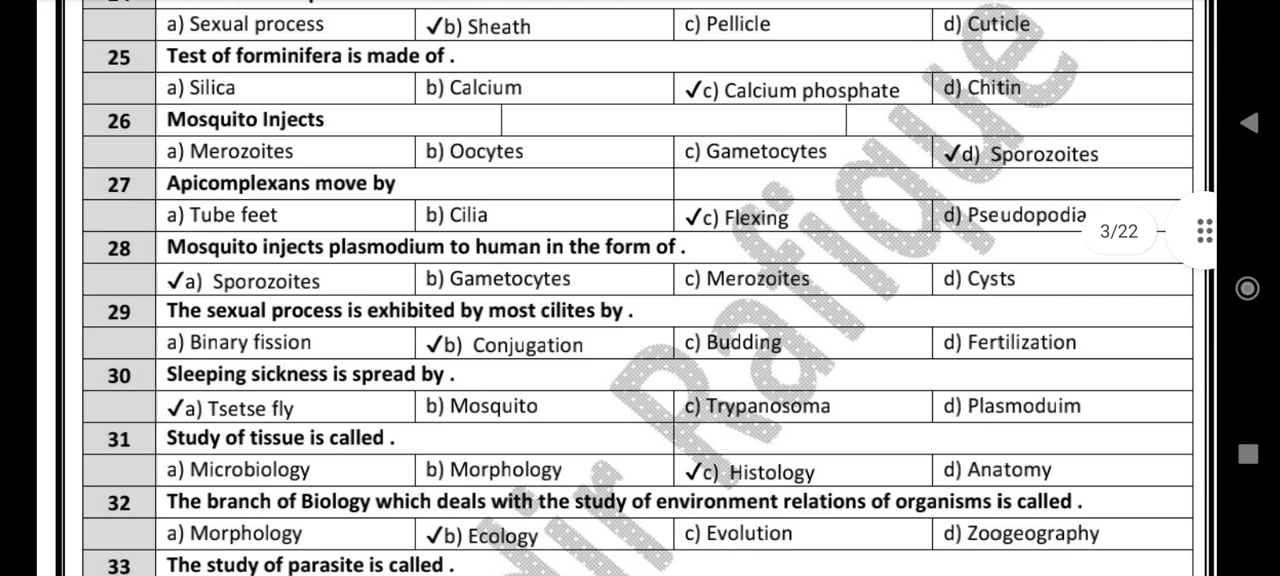 a) Sexual process ✓b) Sheath c) Pellicle d) Cuticle
25 Test of forminifera is made of .
a) Silica b) Calcium ✓c) Calcium phosphate d) Chitin
26 Mosquito Injects
a) Merozoites b) Oocytes c) Gametocytes ✓d) Sporozoites
27 Apicomplexans move by
a) Tube feet b) Cilia ✓c) Flexing d) Pseudopodia
3/22
28 Mosquito injects plasmodium to human in the form of .
✓a) Sporozoites b) Gametocytes c) Merozoites d) Cysts
29 The sexual process is exhibited by most cilites by .
a) Binary fission ✓b) Conjugation c) Budding d) Fertilization
30 Sleeping sickness is spread by .
✓a) Tsetse fly b) Mosquito c) Trypanosoma d) Plasmoduim
31 Study of tissue is called .
a) Microbiology b) Morphology ✓c) Histology d) Anatomy
32 The branch of Biology which deals with the study of environment relations of organisms is called .
a) Morphology ✓b) Ecology c) Evolution d) Zoogeography
33 The study of parasite is called .
Rafique